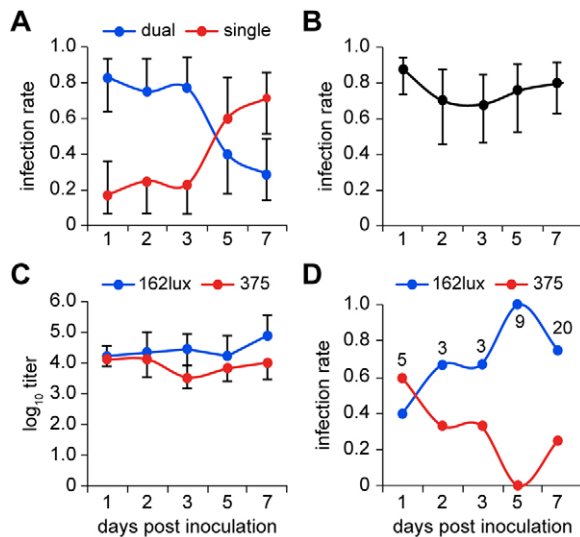 A
dual single
infection rate
1.0
0.8
0.6
0.4
0.2
0
1 2 3 5 7
B
infection rate
1.0
0.8
0.6
0.4
0.2
0
1 2 3 5 7
C
162lux 375
log10 titer
6.0
5.0
4.0
3.0
2.0
1.0
0
1 2 3 5 7
days post inoculation
D
162lux 375
infection rate
1.0
0.8
0.6
0.4
0.2
0
5 3 3 9 20
1 2 3 5 7
days post inoculation